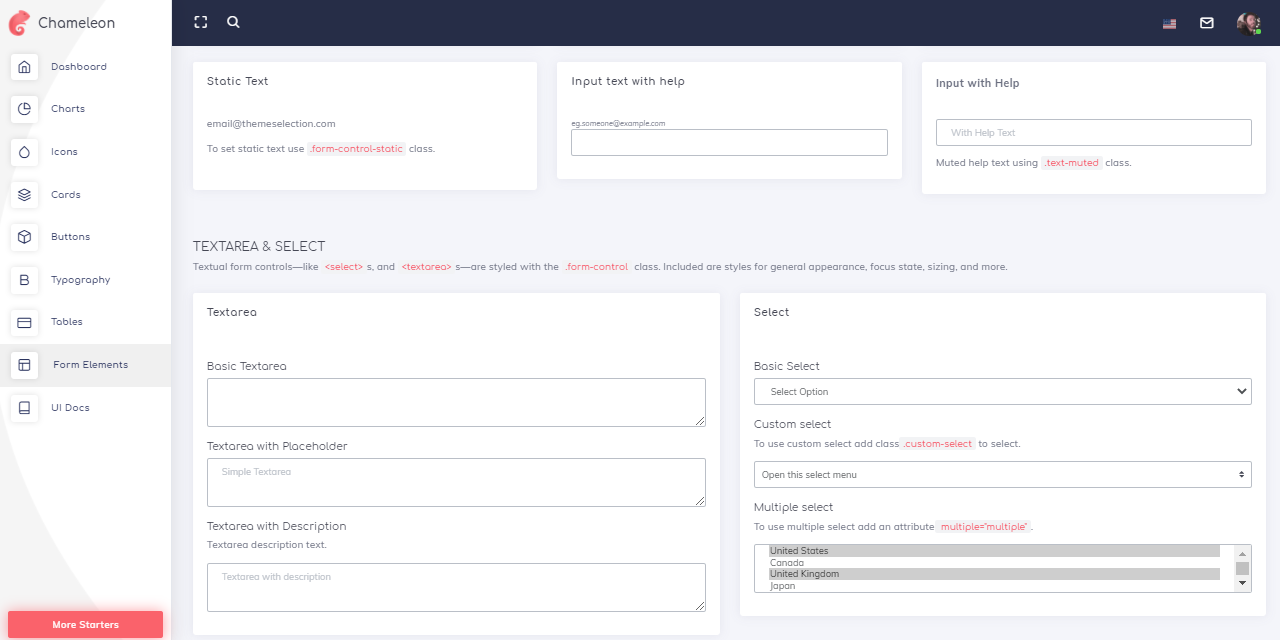 Chameleon
Dashboard
Charts
Icons
Cards
Buttons
Typography
Tables
Form Elements
UI Docs
More Starters
Static Text
email@themeselection.com
To set static text use .form-control-static class.
Input text with help
eg.someone@example.com
Input with Help
With Help Text
Muted help text using .text-muted class.
TEXTAREA & SELECT
Textual form controls—like <select> s, and <textarea> s—are styled with the .form-control class. Included are styles for general appearance, focus state, sizing, and more.
Textarea
Basic Textarea
Textarea with Placeholder
Simple Textarea
Textarea with Description
Textarea description text.
Textarea with description
Select
Basic Select
Select Option
Custom select
To use custom select add class .custom-select to select.
Open this select menu
Multiple select
To use multiple select add an attribute multiple="multiple" .
United States
Canada
United Kingdom
Japan